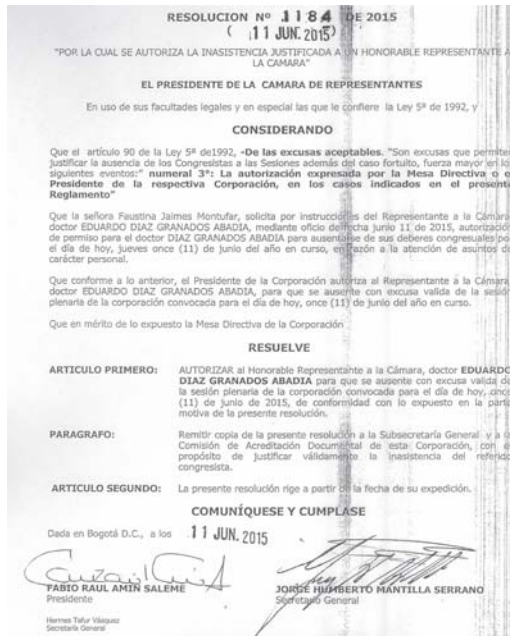 RESOLUCION Nº 1184 DE 2015
( 11 JUN. 2015)
"POR LA CUAL SE AUTORIZA LA INASISTENCIA JUSTIFICADA A UN HONORABLE REPRESENTANTE A
LA CAMARA"
EL PRESIDENTE DE LA CAMARA DE REPRESENTANTES
En uso de sus facultades legales y en especial las que le confiere la Ley 5ª de 1992, y
CONSIDERANDO
Que el artículo 90 de la Ley 5ª de1992, -De las excusas aceptables. "Son excusas que permite
justificar la ausencia de los Congresistas a las Sesiones además del caso fortuito, fuerza mayor en lo
siguientes eventos:" numeral 3°: La autorización expresada por la Mesa Directiva o e
Presidente de la respectiva Corporación, en los casos indicados en el present
Reglamento"
Que la señora Faustina Jaimes Montufar, solicita por instrucciones del Representante a la Cámara
doctor EDUARDO DIAZ GRANADOS ABADIA, mediante oficio de fecha junio 11 de 2015, autorizació
de permiso para el doctor DIAZ GRANADOS ABADIA para ausentarse de sus deberes congresuales po
el día de hoy, jueves once (11) de junio del año en curso, en razón a la atención de asuntos d
carácter personal.
Que conforme a lo anterior, el Presidente de la Corporación autoriza al Representante a la Cámara
doctor EDUARDO DIAZ GRANADOS ABADIA, para que se ausente con excusa valida de la sesió
plenaria de la corporación convocada para el día de hoy, once (11) de junio del año en curso.
Que en mérito de lo expuesto la Mesa Directiva de la Corporación
RESUELVE
ARTICULO PRIMERO: AUTORIZAR al Honorable Representante a la Cámara, doctor EDUARDO
DIAZ GRANADOS ABADIA para que se ausente con excusa valida de
la sesión plenaria de la corporación convocada para el día de hoy, once
(11) de junio de 2015, de conformidad con lo expuesto en la parte
motiva de la presente resolución.
PARAGRAFO: Remitir copia de la presente resolución a la Subsecretaría General y a la
Comisión de Acreditación Documental de esta Corporación, con e
propósito de justificar válidamente la inasistencia del referido
congresista.
ARTICULO SEGUNDO: La presente resolución rige a partir de la fecha de su expedición.
COMUNÍQUESE Y CUMPLASE
Dada en Bogotá D.C., a los 11 JUN. 2015
FABIO RAUL AMIN SALEME JORGE HUMBERTO MANTILLA SERRANO
Presidente Secretario General
Hermes Tafur Vásquez
Secretaría General